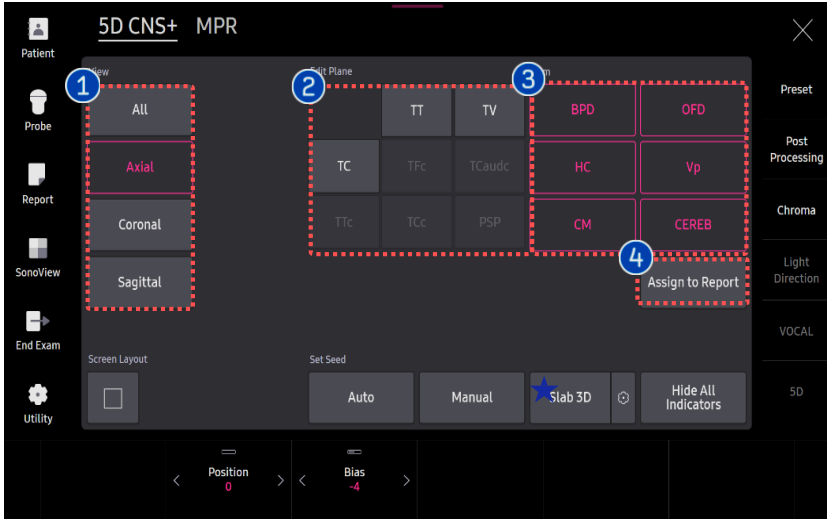 5D CNS+ MPR
Patient
Probe
Report
SonoView
End Exam
Utility
View
1
All
Axial
Coronal
Sagittal
Edit Plane
2
TT TV
TC TFc TCaudc
TTc TCc PSP
3
BPD OFD
HC Vp
CM CEREB
4
Assign to Report
Screen Layout
Set Seed
Auto Manual Slab 3D Hide All
Indicators
Preset
Post
Processing
Chroma
Light
Direction
VOCAL
5D
Position
0
Bias
-4